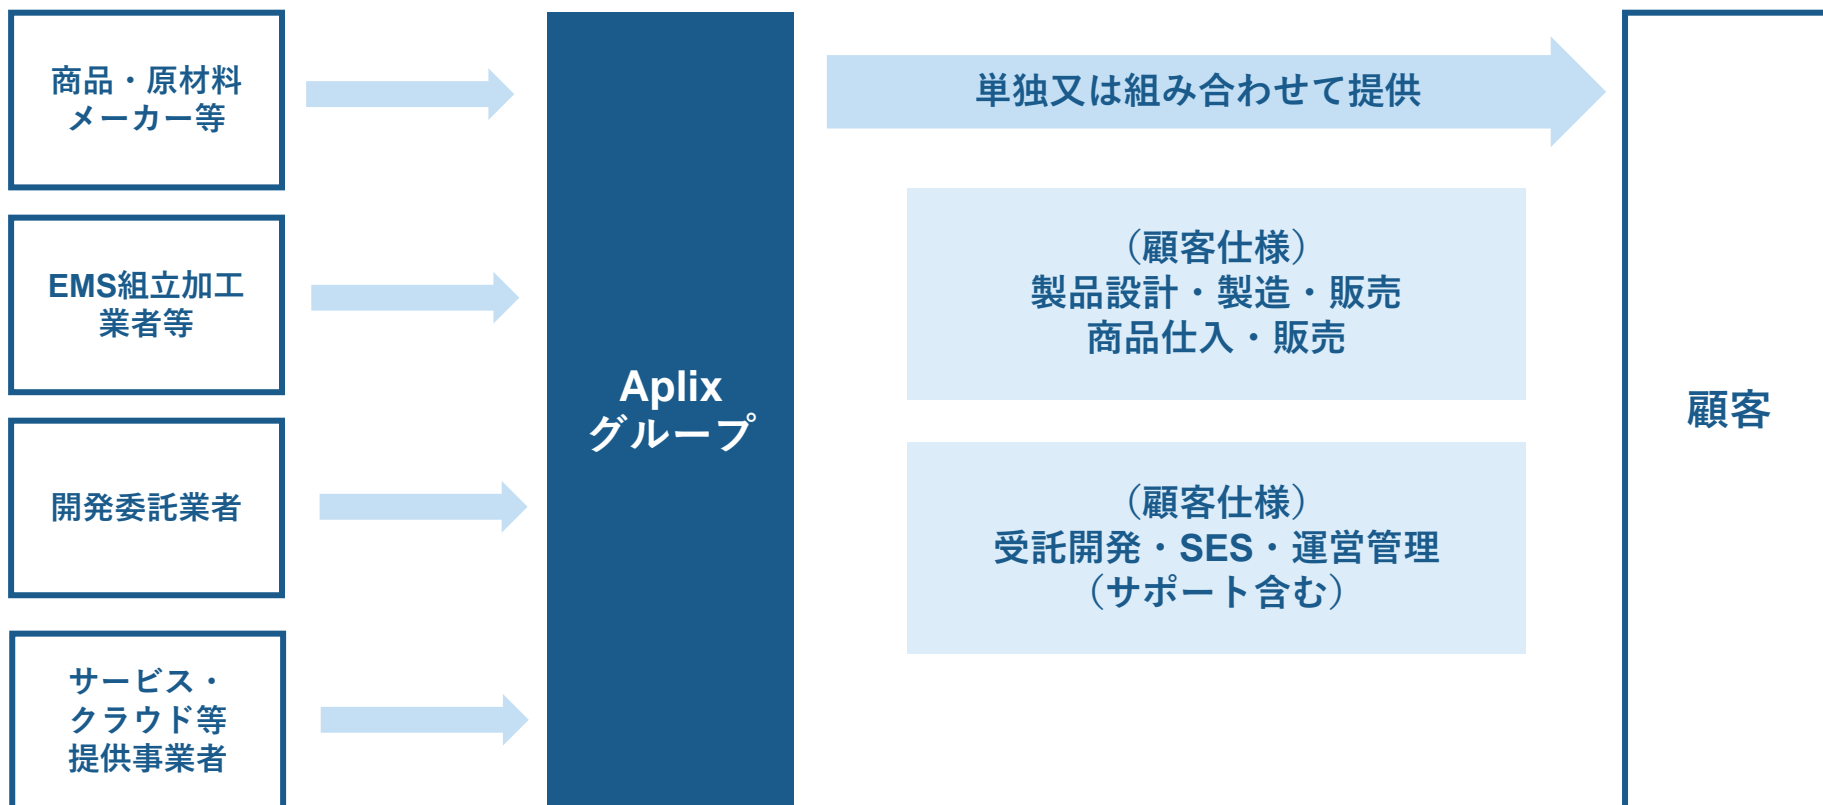 商品・原材料
メーカー等
EMS組立加工
業者等
開発委託業者
サービス・
クラウド等
提供事業者
Aplix
グループ
単独又は組み合わせて提供
（顧客仕様）
製品設計・製造・販売
商品仕入・販売
（顧客仕様）
受託開発・SES・運営管理
（サポート含む）
顧客